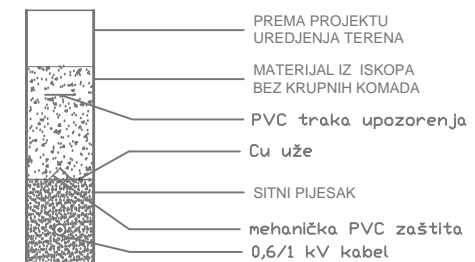 PREMA PROJEKTU
UREDJENJA TERENA
MATERIJAL IZ ISKOPA
BEZ KRUPNIH KOMADA
PVC traka upozorenja
Cu uže
SITNI PIJESAK
mehanička PVC zaštita
0,6/1 kV kabel